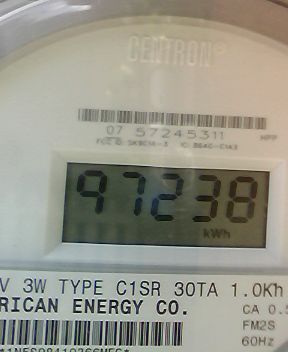 CENTRON®
07 57245311
97238
kWh
V 3W TYPE C1SR 30TA 1.0Kh
RICAN ENERGY CO.
CA 0.5
FM2S
60Hz